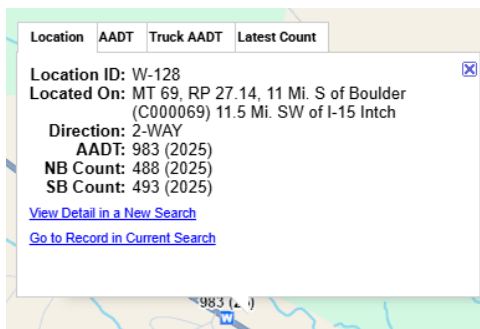 Location AADT Truck AADT Latest Count
Location ID: W-128
Located On: MT 69, RP 27.14, 11 Mi. S of Boulder
(C000069) 11.5 Mi. SW of I-15 Intch
Direction: 2-WAY
AADT: 983 (2025)
NB Count: 488 (2025)
SB Count: 493 (2025)
View Detail in a New Search
Go to Record in Current Search
983
W